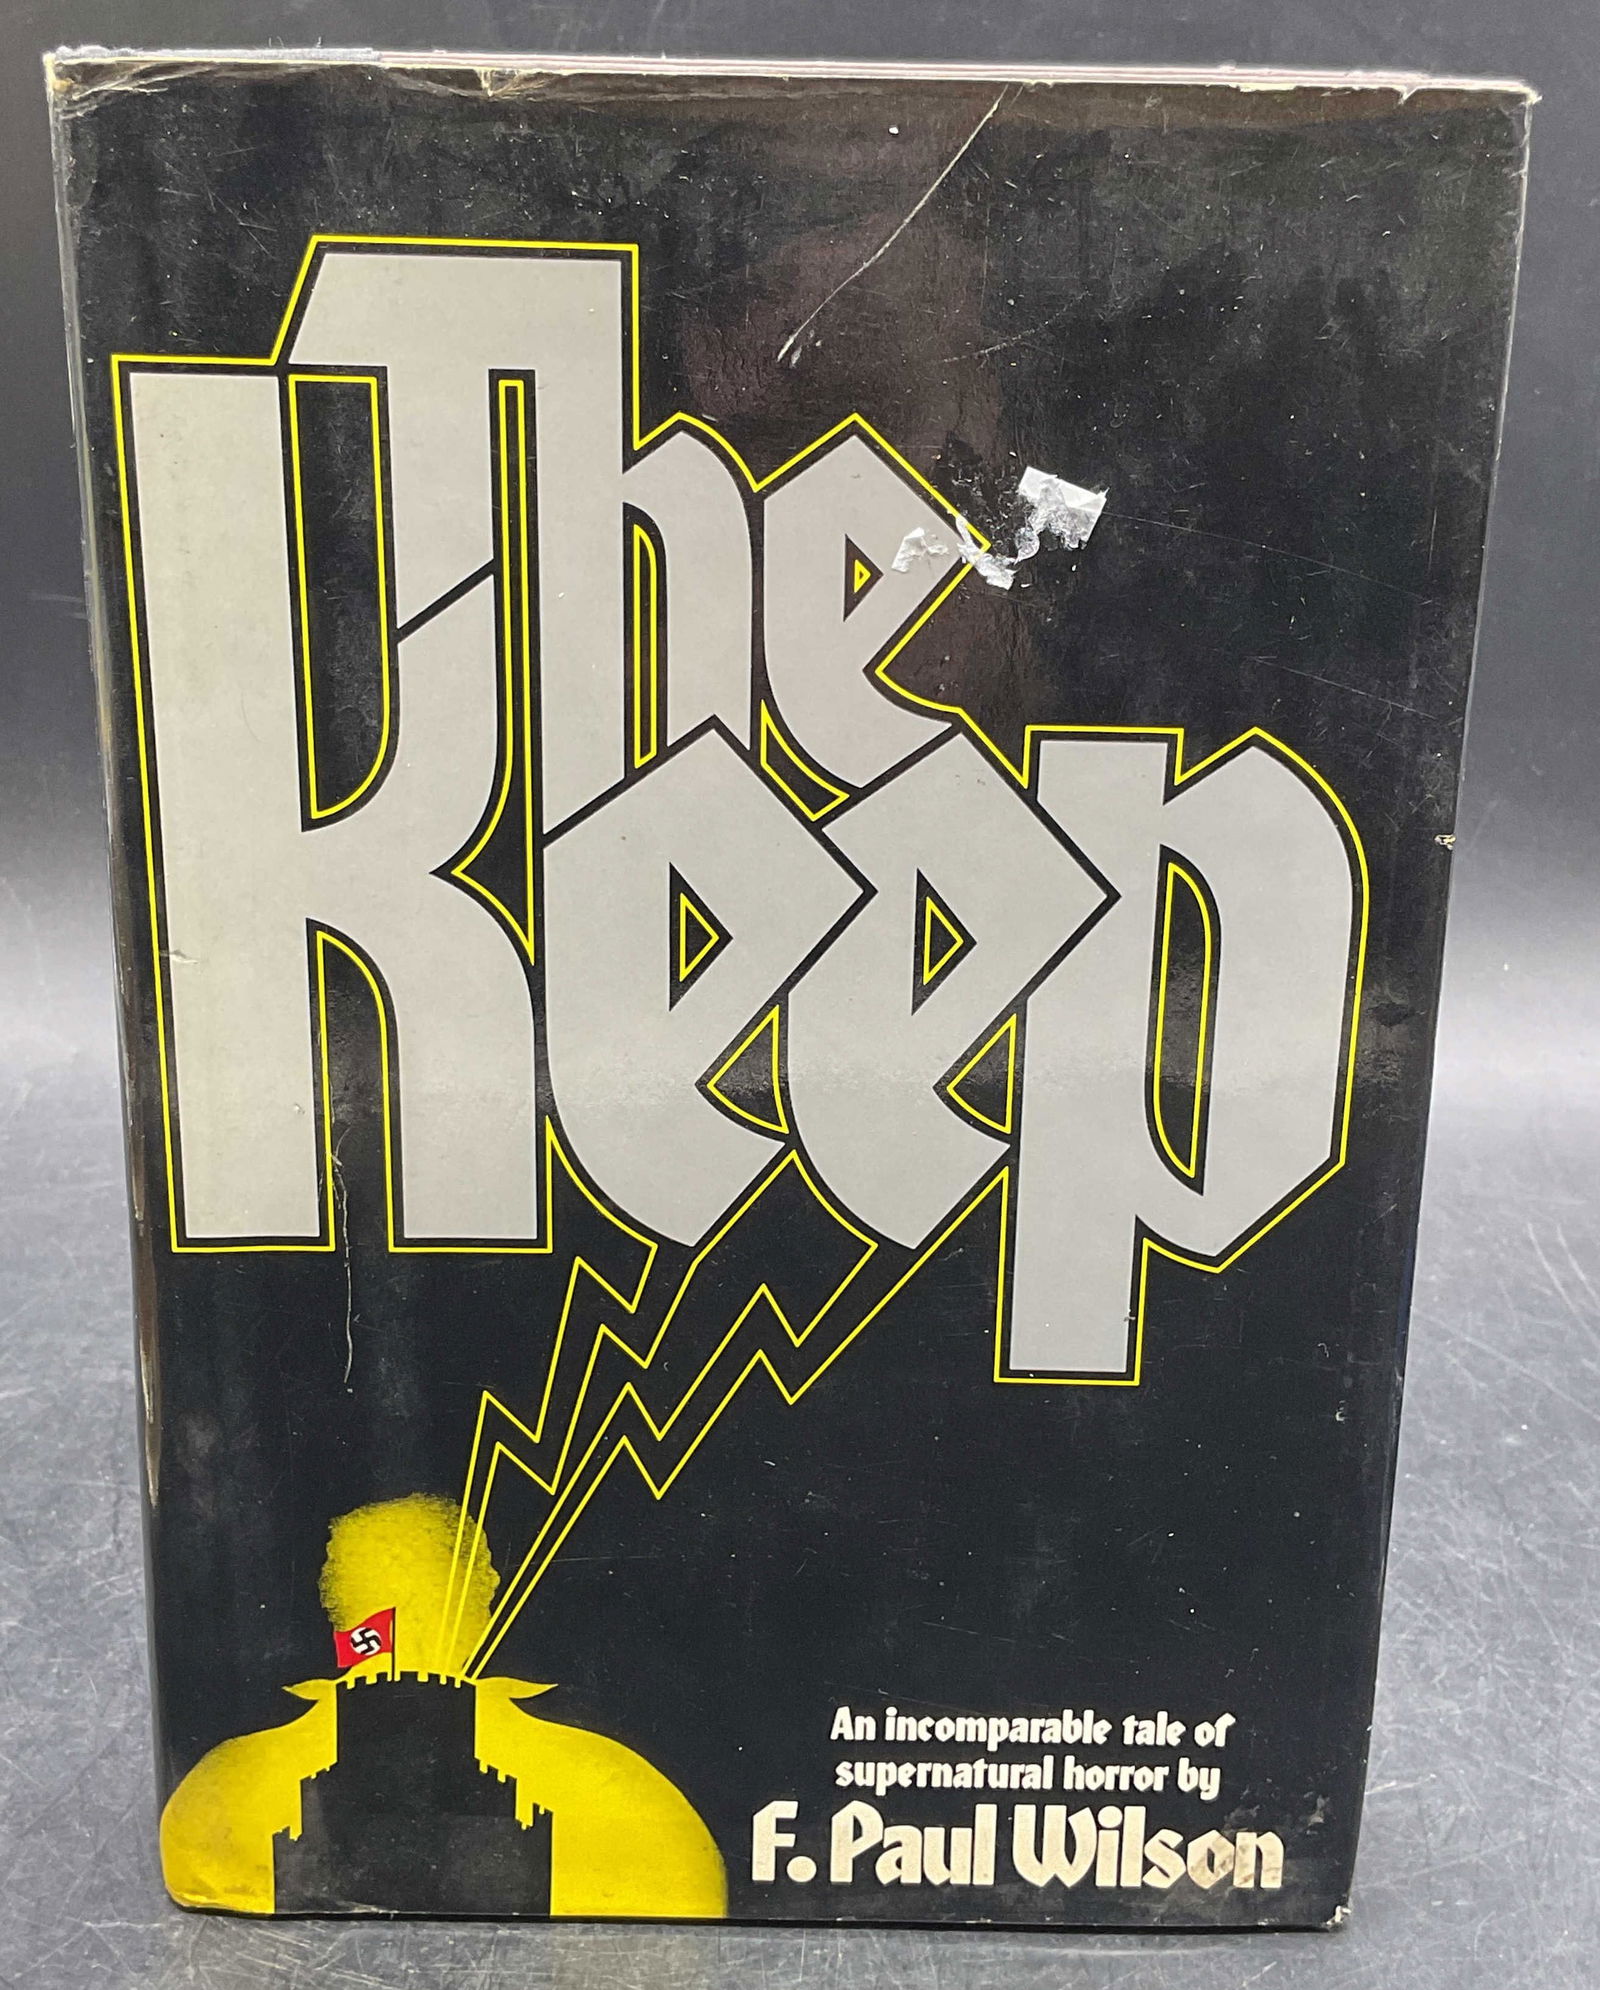 The
Keep
An incomparable tale of
supernatural horror by
F. Paul Wilson